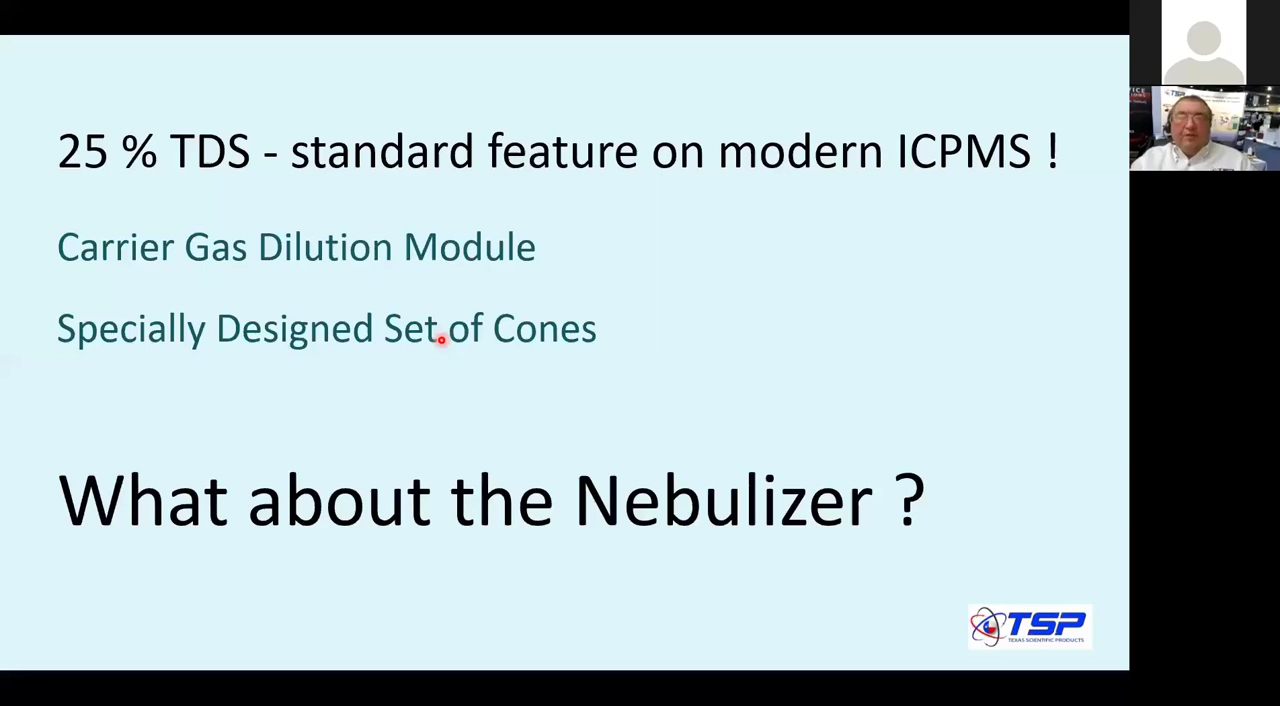 25 % TDS - standard feature on modern ICPMS !
Carrier Gas Dilution Module
Specially Designed Set of Cones
What about the Nebulizer ?
TSP
TEXAS SCIENTIFIC PRODUCTS
TSP